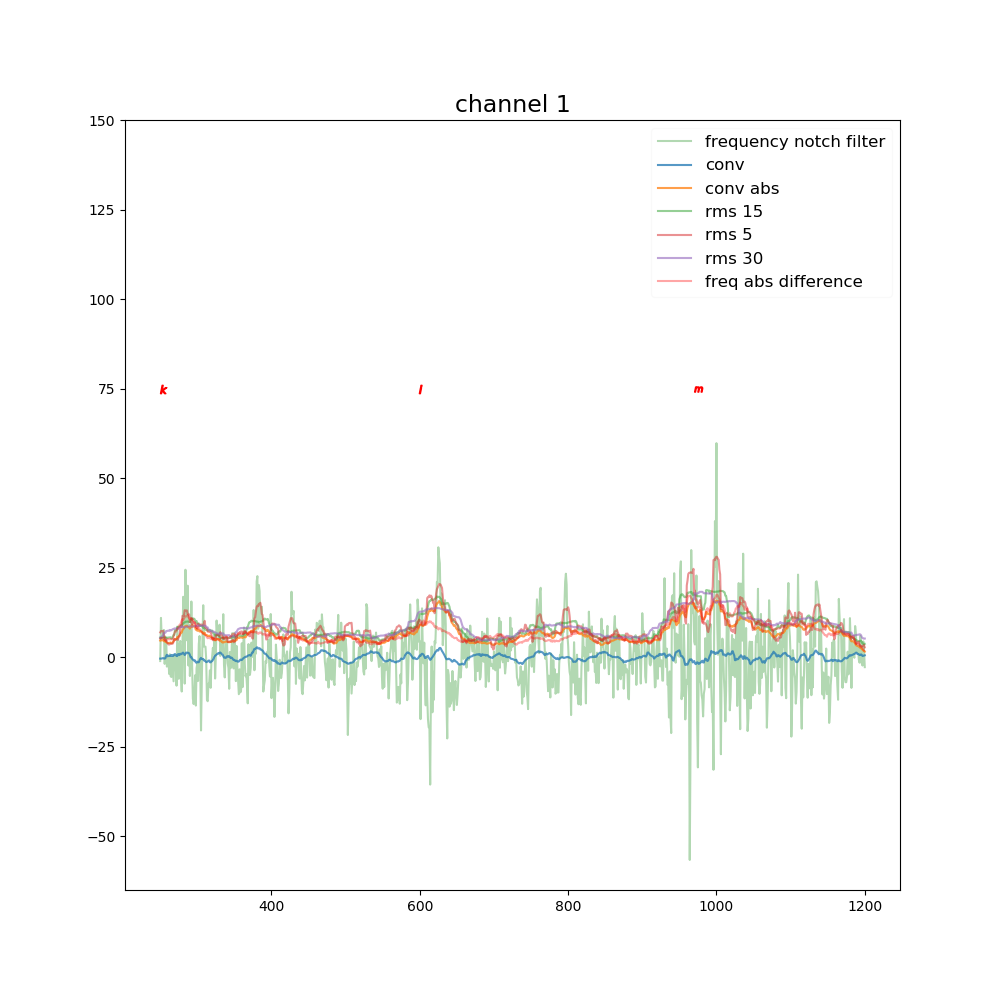 channel 1
150
125
100
75
50
25
0
−25
−50
400 600 800 1000 1200
frequency notch filter
conv
conv abs
rms 15
rms 5
rms 30
freq abs difference
k l m